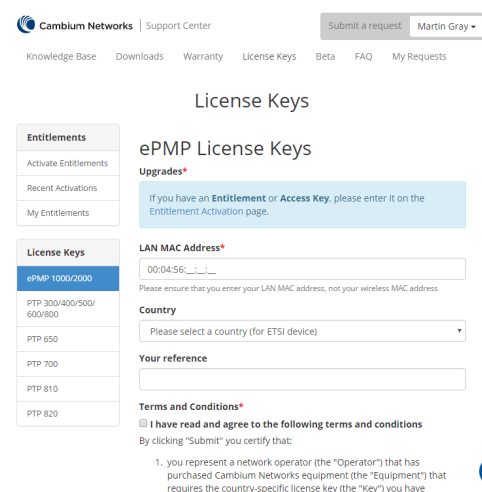 Cambium Networks | Support Center
Submit a request
Martin Gray
Knowledge Base
Downloads
Warranty
License Keys
Beta
FAQ
My Requests
License Keys
Entitlements
Activate Entitlements
Recent Activations
My Entitlements
License Keys
ePMP 1000/2000
PTP 300/400/500/
600/800
PTP 650
PTP 700
PTP 810
PTP 820
ePMP License Keys
Upgrades*
If you have an Entitlement or Access Key, please enter it on the
Entitlement Activation page.
LAN MAC Address*
00:04:56:__:__:__
Please ensure that you enter your LAN MAC address, not your wireless MAC address
Country
Please select a country (for ETSI device)
Your reference
Terms and Conditions*
I have read and agree to the following terms and conditions
By clicking "Submit" you certify that:
1. you represent a network operator (the "Operator") that has
purchased Cambium Networks equipment (the "Equipment") that
requires the country-specific license key (the "Key") you have